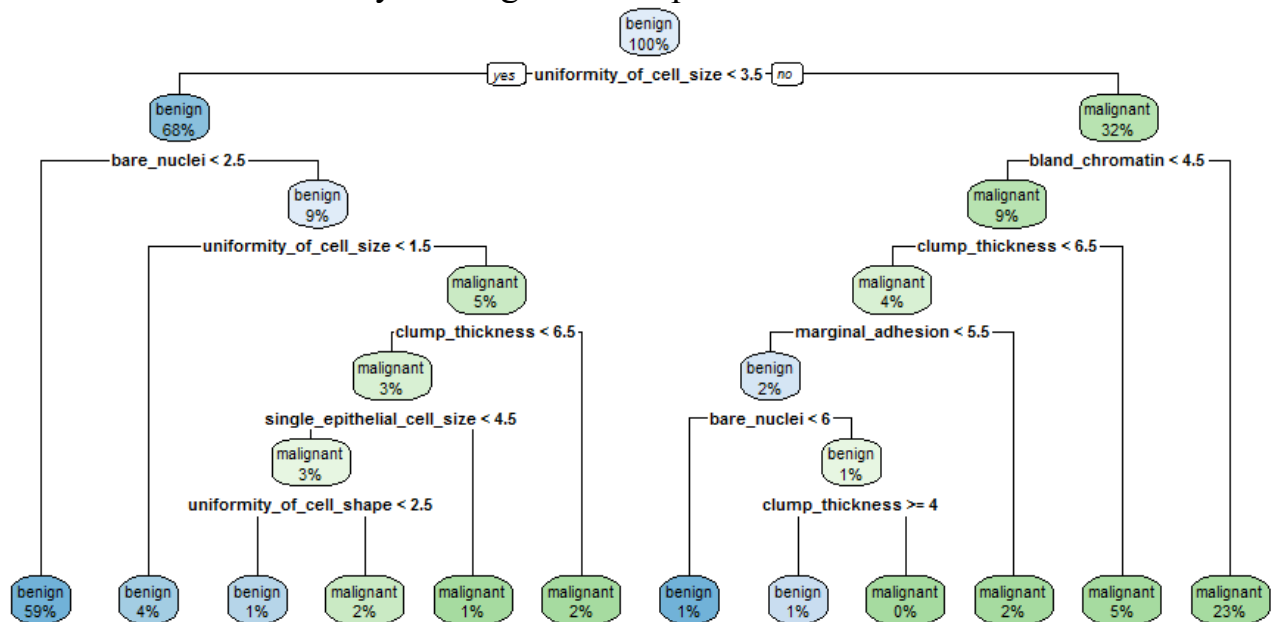 benign
100%
yes uniformity_of_cell_size < 3.5 no
benign
68%
malignant
32%
bare_nuclei < 2.5
bland_chromatin < 4.5
benign
9%
malignant
9%
uniformity_of_cell_size < 1.5
clump_thickness < 6.5
malignant
5%
malignant
4%
clump_thickness < 6.5
marginal_adhesion < 5.5
malignant
3%
benign
2%
single_epithelial_cell_size < 4.5
bare_nuclei < 6
malignant
3%
benign
1%
uniformity_of_cell_shape < 2.5
clump_thickness >= 4
benign
59%
benign
4%
benign
1%
malignant
2%
malignant
1%
malignant
2%
benign
1%
benign
1%
malignant
0%
malignant
2%
malignant
5%
malignant
23%